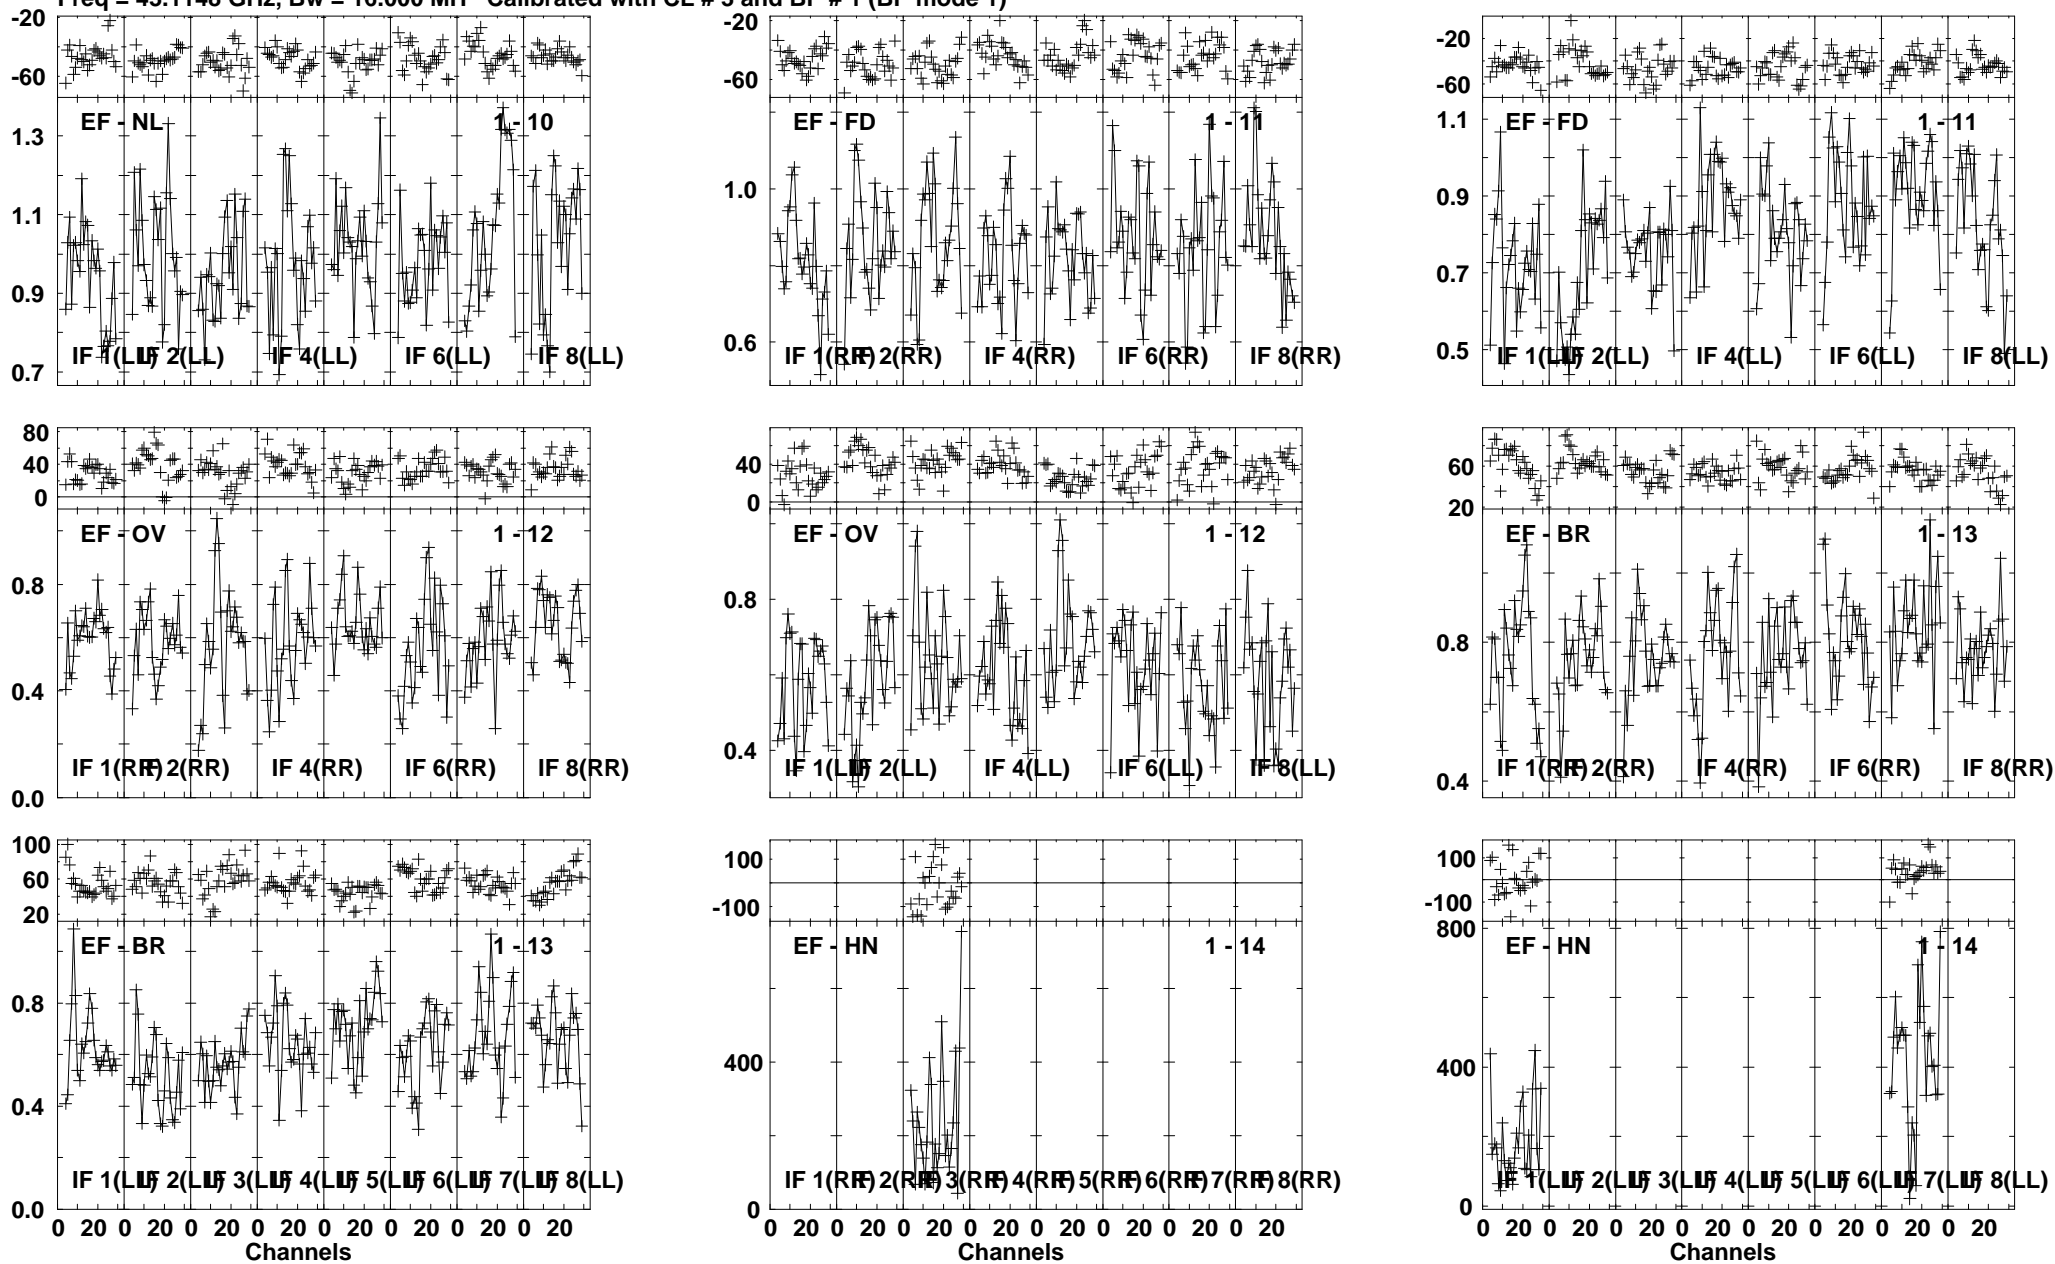 Calibrated with CL # 3 and BP # 1 (BP mode 1)
-20
-60
EF - NL
1 - 10
1.3
1.1
0.9
0.7
IF 1(LL) IF 2(LL) IF 4(LL) IF 6(LL) IF 8(LL)
-20
-60
EF - FD
1 - 11
1.0
0.6
IF 1(RR) IF 2(RR) IF 4(RR) IF 6(RR) IF 8(RR)
-20
-60
EF - FD
1 - 11
1.1
0.9
0.7
0.5
IF 1(LL) IF 2(LL) IF 4(LL) IF 6(LL) IF 8(LL)
80
40
0
EF - OV
1 - 12
0.8
0.4
0.0
IF 1(RR) IF 2(RR) IF 4(RR) IF 6(RR) IF 8(RR)
40
0
EF - OV
1 - 12
0.8
0.4
IF 1(LL) IF 2(LL) IF 4(LL) IF 6(LL) IF 8(LL)
60
20
EF - BR
1 - 13
0.8
0.4
IF 1(RR) IF 2(RR) IF 4(RR) IF 6(RR) IF 8(RR)
100
60
20
EF - BR
1 - 13
0.8
0.4
0.0
IF 1(LL) IF 2(LL) IF 3(LL) IF 4(LL) IF 5(LL) IF 6(LL) IF 7(LL) IF 8(LL)
0 20 0 20 0 20 0 20 0 20 0 20 0 20 0 20
Channels
100
-100
EF - HN
1 - 14
400
0
IF 1(RR) IF 2(RR) IF 3(RR) IF 4(RR) IF 5(RR) IF 6(RR) IF 7(RR) IF 8(RR)
0 20 0 20 0 20 0 20 0 20 0 20 0 20 0 20
Channels
100
-100
800
EF - HN
1 - 14
400
0
IF 1(LL) IF 2(LL) IF 3(LL) IF 4(LL) IF 5(LL) IF 6(LL) IF 7(LL) IF 8(LL)
0 20 0 20 0 20 0 20 0 20 0 20 0 20 0 20
Channels